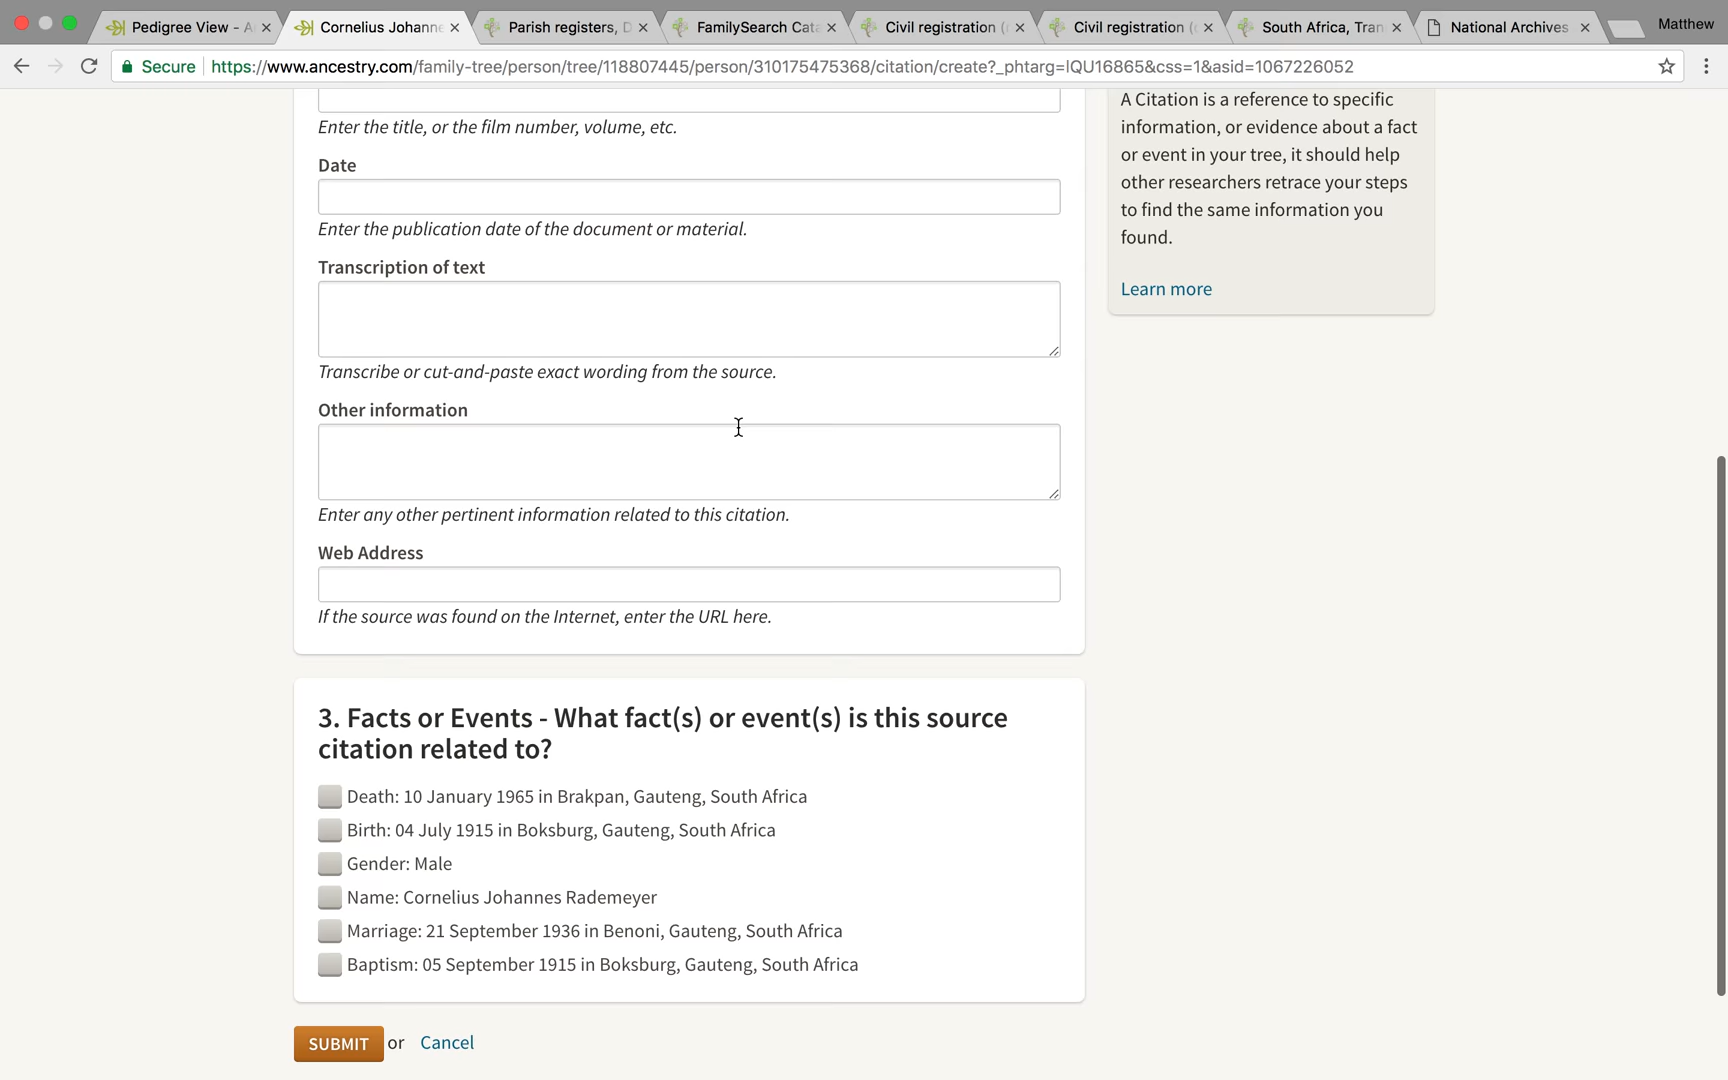 Pedigree View - A
Cornelius Johanne
Parish registers, D
FamilySearch Cata
Civil registration (
Civil registration (
South Africa, Tran
National Archives
Matthew
Secure
https://www.ancestry.com/family-tree/person/tree/118807445/person/310175475368/citation/create?_phtarg=lQU16865&css=1&asid=1067226052
Enter the title, or the film number, volume, etc.
Date
Enter the publication date of the document or material.
Transcription of text
Transcribe or cut-and-paste exact wording from the source.
Other information
Enter any other pertinent information related to this citation.
Web Address
If the source was found on the Internet, enter the URL here.
A Citation is a reference to specific
information, or evidence about a fact
or event in your tree, it should help
other researchers retrace your steps
to find the same information you
found.
Learn more
3. Facts or Events - What fact(s) or event(s) is this source
citation related to?
Death: 10 January 1965 in Brakpan, Gauteng, South Africa
Birth: 04 July 1915 in Boksburg, Gauteng, South Africa
Gender: Male
Name: Cornelius Johannes Rademeyer
Marriage: 21 September 1936 in Benoni, Gauteng, South Africa
Baptism: 05 September 1915 in Boksburg, Gauteng, South Africa
SUBMIT or Cancel